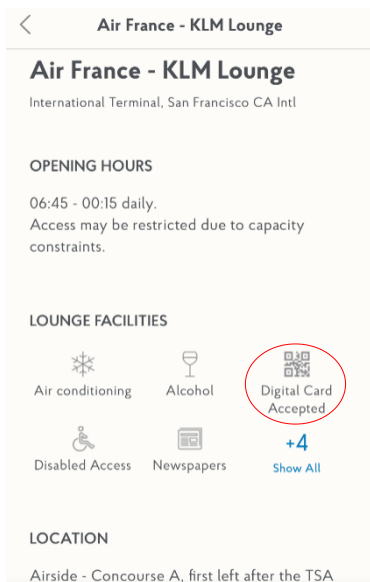 Air France - KLM Lounge
Air France - KLM Lounge
International Terminal, San Francisco CA Intl
OPENING HOURS
06:45 - 00:15 daily.
Access may be restricted due to capacity
constraints.
LOUNGE FACILITIES
Air conditioning
Alcohol
Digital Card
Accepted
Disabled Access
Newspapers
+4
Show All
LOCATION
Airside - Concourse A, first left after the TSA